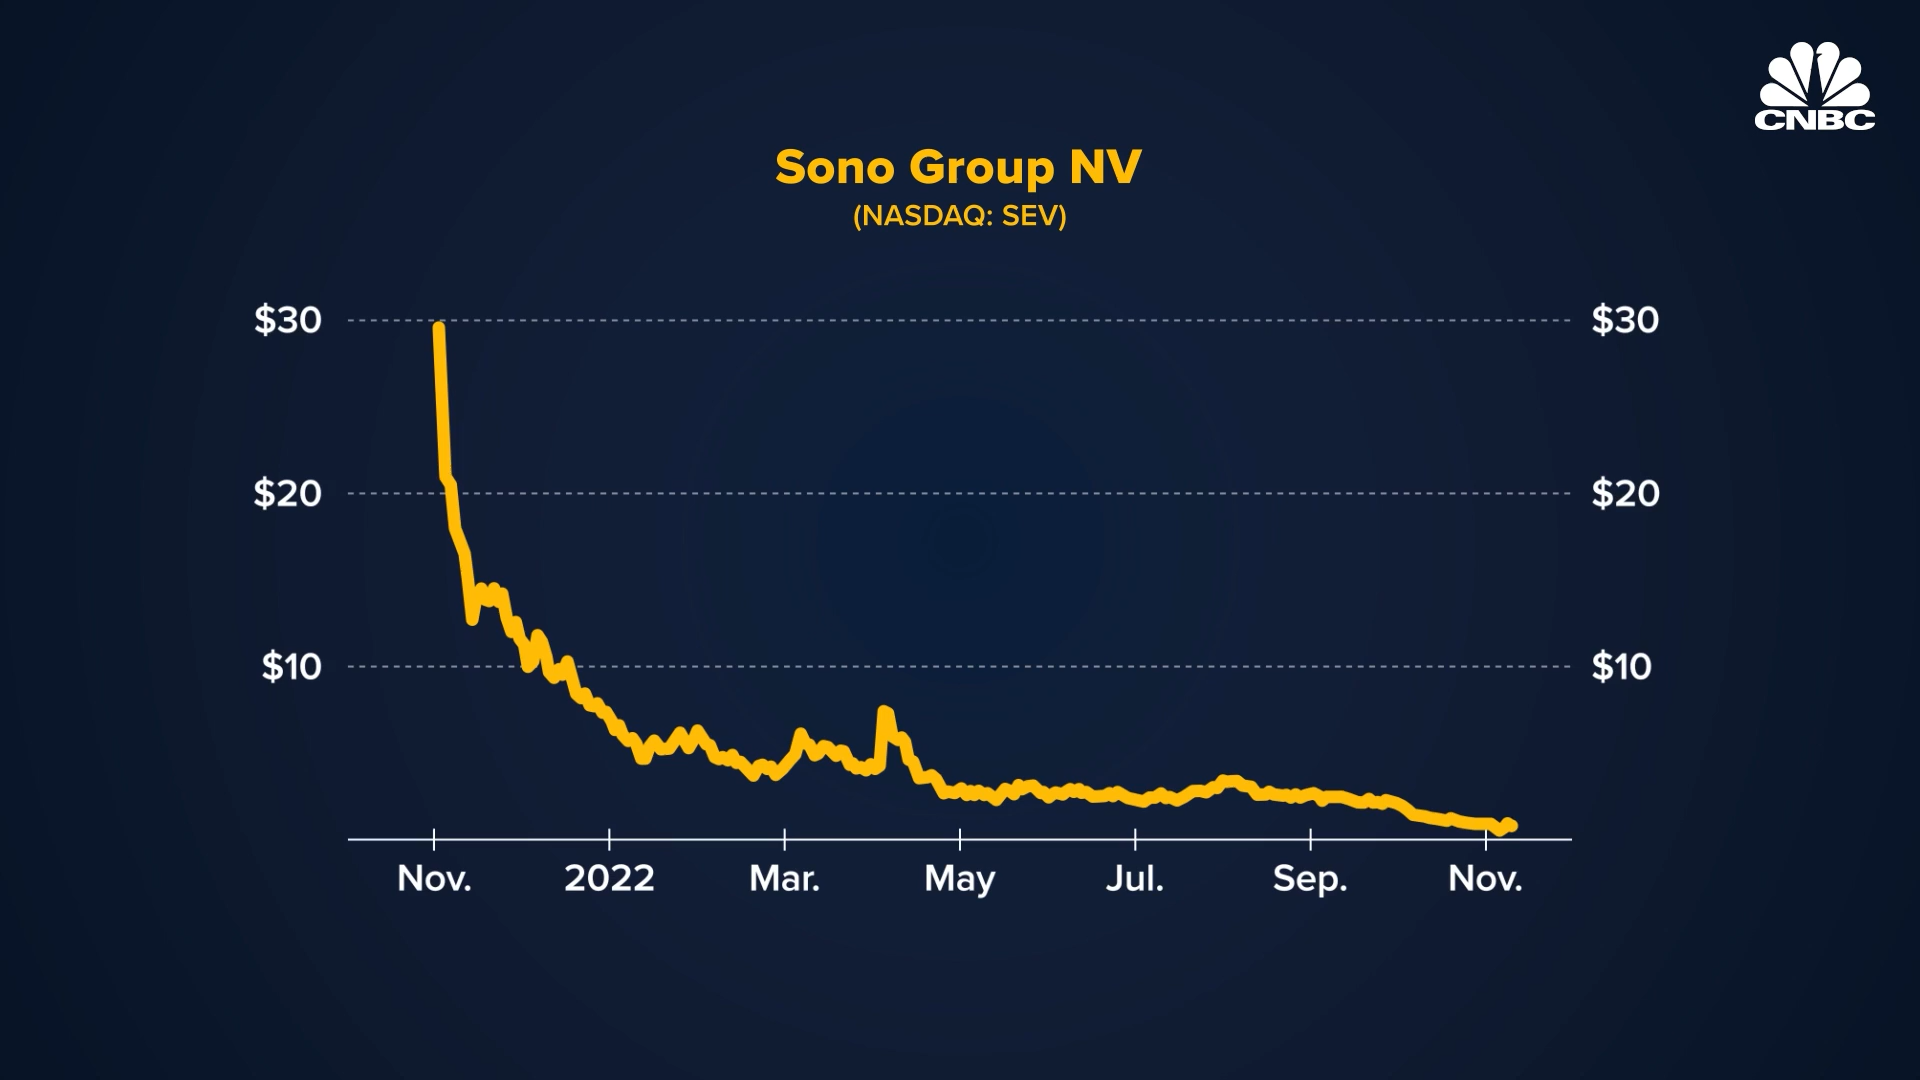 CNBC
Sono Group NV
(NASDAQ: SEV)
$30 $30
$20 $20
$10 $10
Nov. 2022 Mar. May Jul. Sep. Nov.